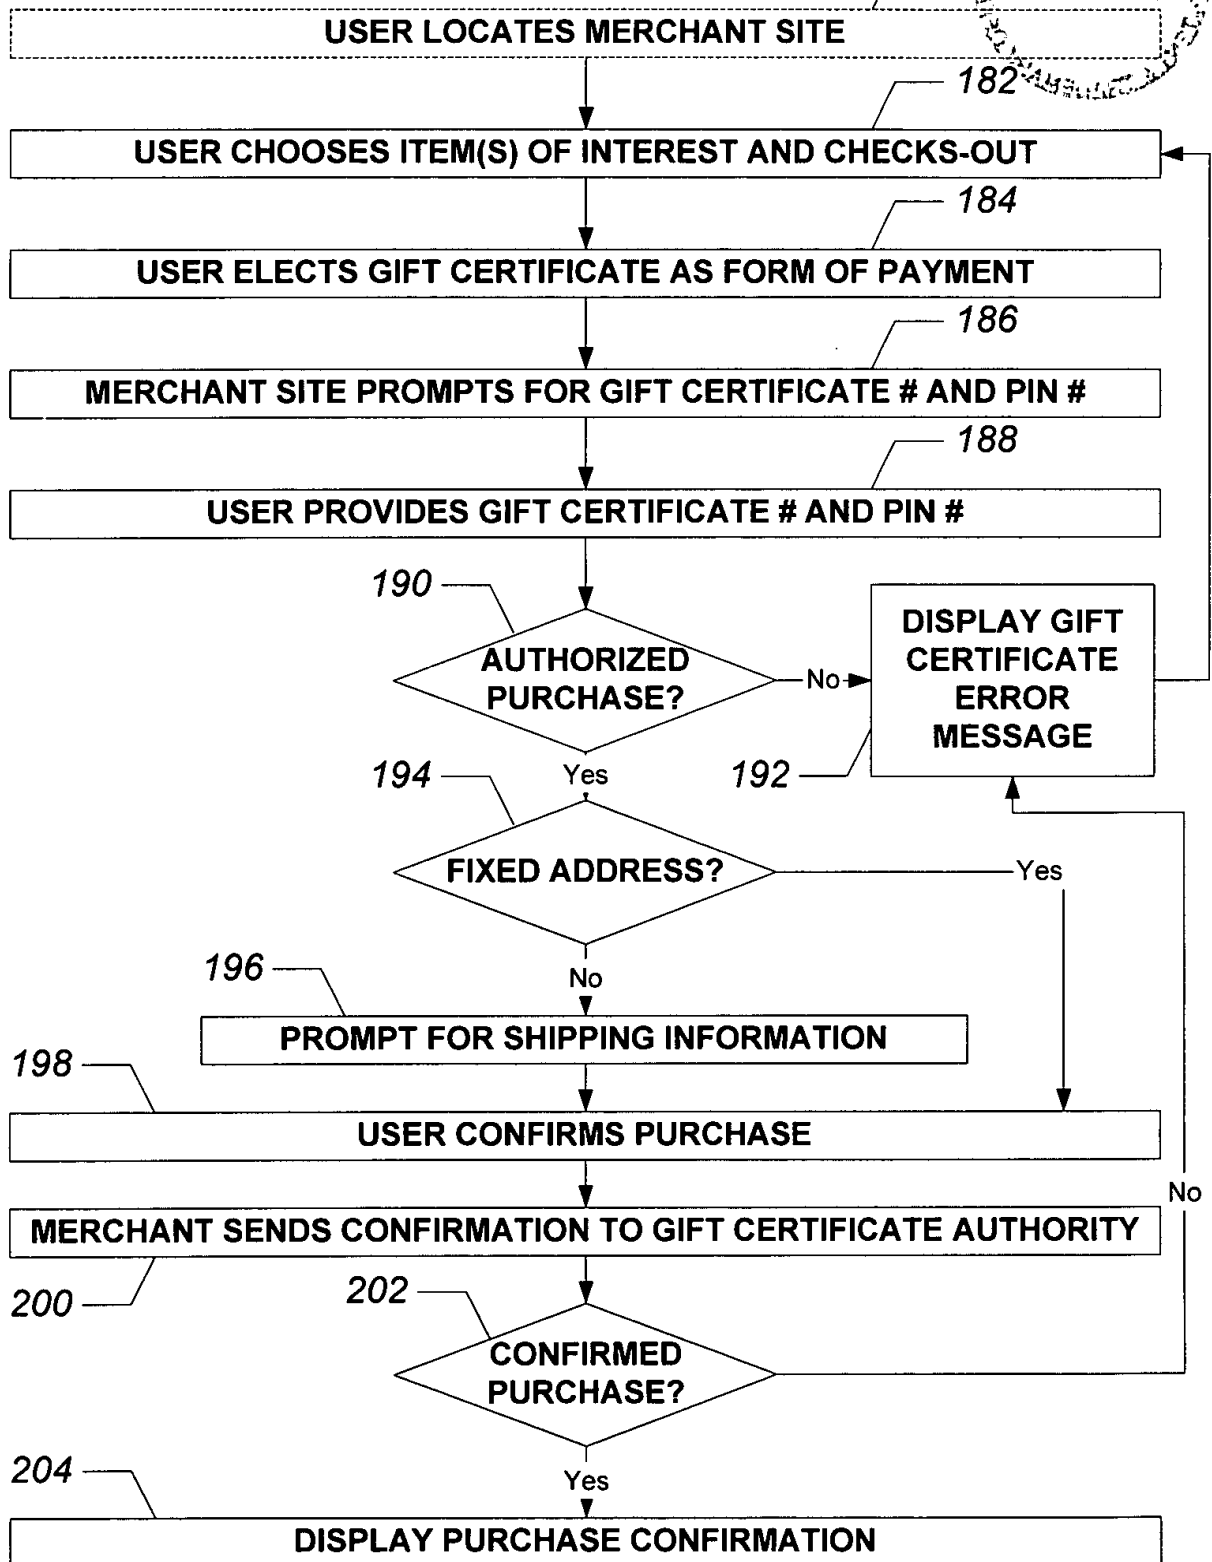 USER LOCATES MERCHANT SITE
182
USER CHOOSES ITEM(S) OF INTEREST AND CHECKS-OUT
184
USER ELECTS GIFT CERTIFICATE AS FORM OF PAYMENT
186
MERCHANT SITE PROMPTS FOR GIFT CERTIFICATE # AND PIN #
188
USER PROVIDES GIFT CERTIFICATE # AND PIN #
190
AUTHORIZED
PURCHASE?
No
DISPLAY GIFT
CERTIFICATE
ERROR
MESSAGE
192
Yes
194
FIXED ADDRESS?
Yes
No
196
PROMPT FOR SHIPPING INFORMATION
198
USER CONFIRMS PURCHASE
No
MERCHANT SENDS CONFIRMATION TO GIFT CERTIFICATE AUTHORITY
200
202
CONFIRMED
PURCHASE?
Yes
204
DISPLAY PURCHASE CONFIRMATION